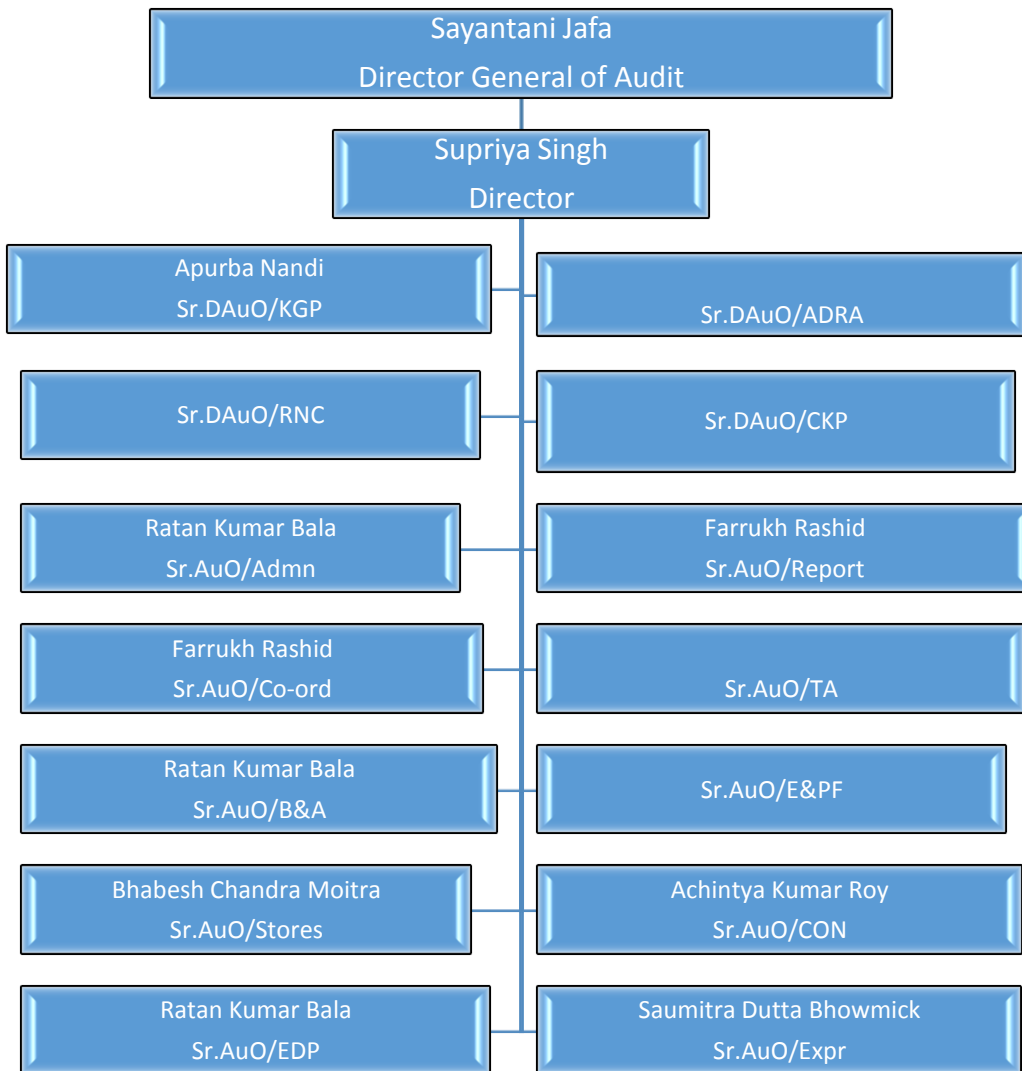 Sayantani Jafa
Director General of Audit
Supriya Singh
Director
Apurba Nandi
Sr.DAuO/KGP
Sr.DAuO/ADRA
Sr.DAuO/RNC
Sr.DAuO/CKP
Ratan Kumar Bala
Sr.AuO/Admn
Farrukh Rashid
Sr.AuO/Report
Farrukh Rashid
Sr.AuO/Co-ord
Sr.AuO/TA
Ratan Kumar Bala
Sr.AuO/B&A
Sr.AuO/E&PF
Bhabesh Chandra Moitra
Sr.AuO/Stores
Achintya Kumar Roy
Sr.AuO/CON
Ratan Kumar Bala
Sr.AuO/EDP
Saumitra Dutta Bhowmick
Sr.AuO/Expr